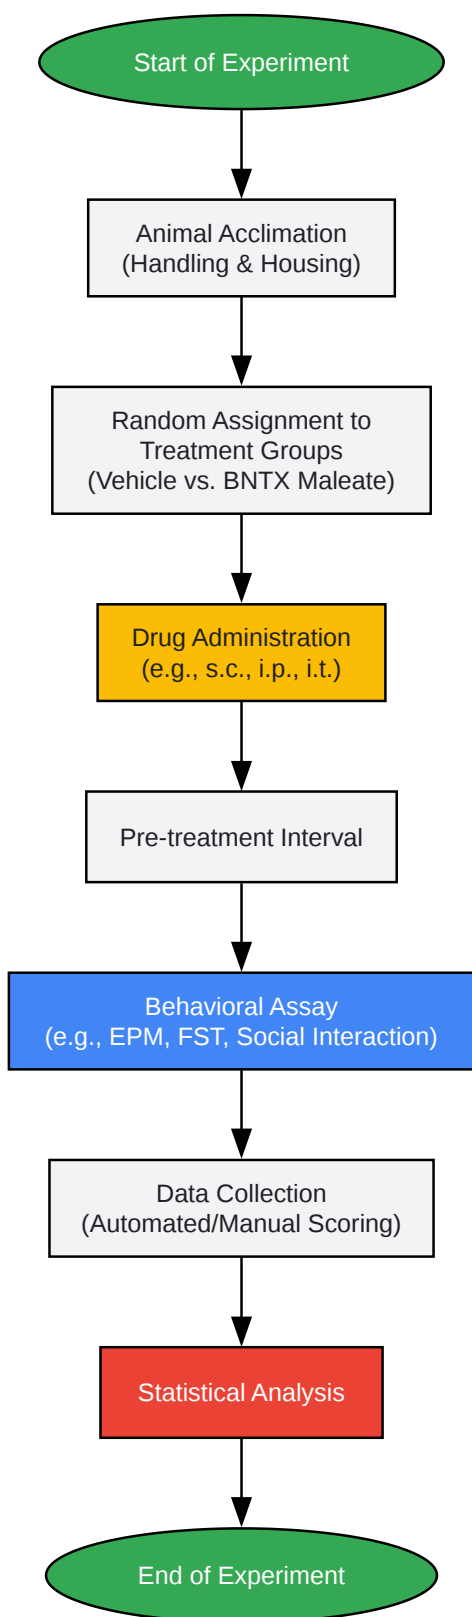 Start of Experiment
Animal Acclimation
(Handling & Housing)
Random Assignment to
Treatment Groups
(Vehicle vs. BNTX Maleate)
Drug Administration
(e.g., s.c., i.p., i.t.)
Pre-treatment Interval
Behavioral Assay
(e.g., EPM, FST, Social Interaction)
Data Collection
(Automated/Manual Scoring)
Statistical Analysis
End of Experiment